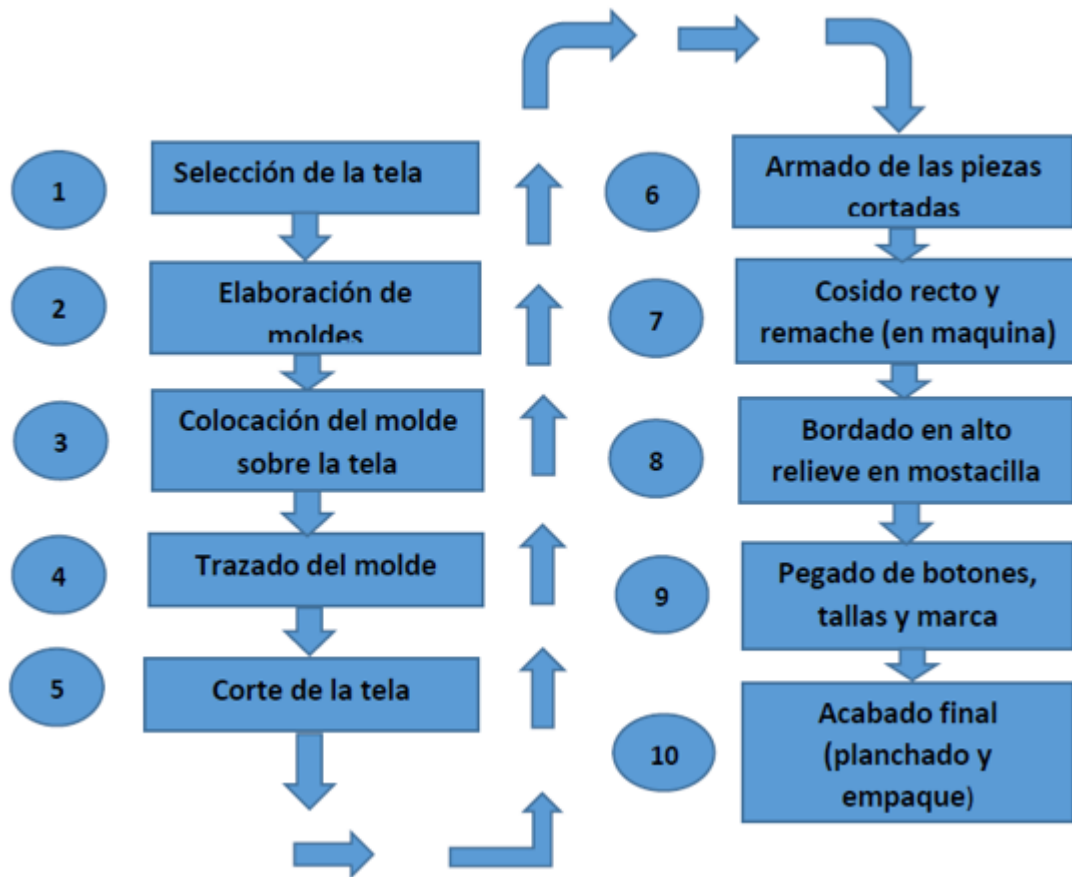 1
Selección de la tela
2
Elaboración de
moldes
3
Colocación del molde
sobre la tela
4
Trazado del molde
5
Corte de la tela
6
Armado de las piezas
cortadas
7
Cosido recto y
remache (en maquina)
8
Bordado en alto
relieve en mostacilla
9
Pegado de botones,
tallas y marca
10
Acabado final
(planchado y
empaque)